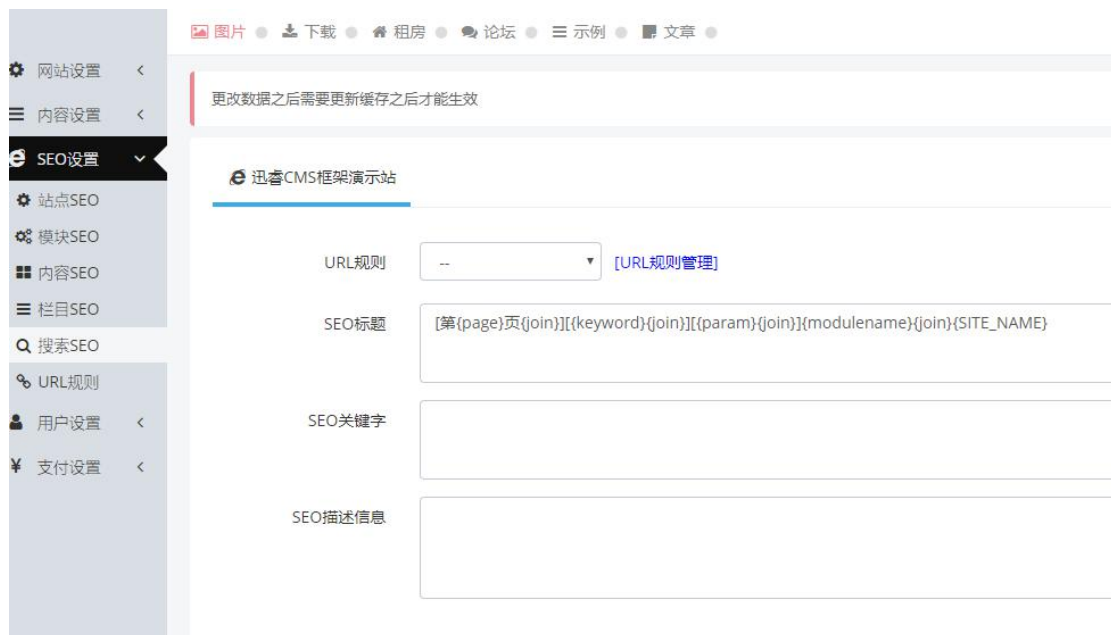 图片 下载 租房 论坛 示例 文章
网站设置
内容设置
SEO设置
站点SEO
模块SEO
内容SEO
栏目SEO
搜索SEO
URL规则
用户设置
支付设置
更改数据之后需要更新缓存之后才能生效
迅睿CMS框架演示站
URL规则 -- [URL规则管理]
SEO标题 [第{page}页{join}][{keyword}{join}][{param}{join}]{modulename}{join}{SITE_NAME}
SEO关键字
SEO描述信息